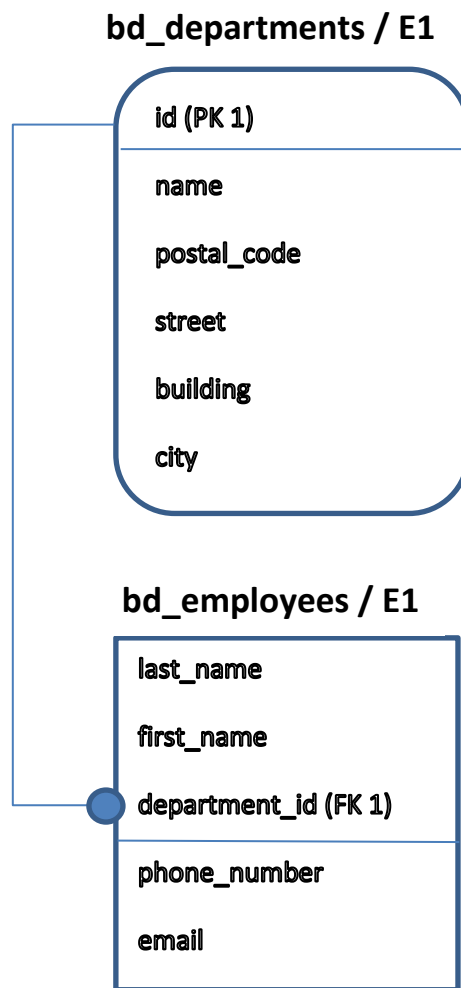 bd_departments / E1
id (PK 1)
name
postal_code
street
building
city
bd_employees / E1
last_name
first_name
department_id (FK 1)
phone_number
email